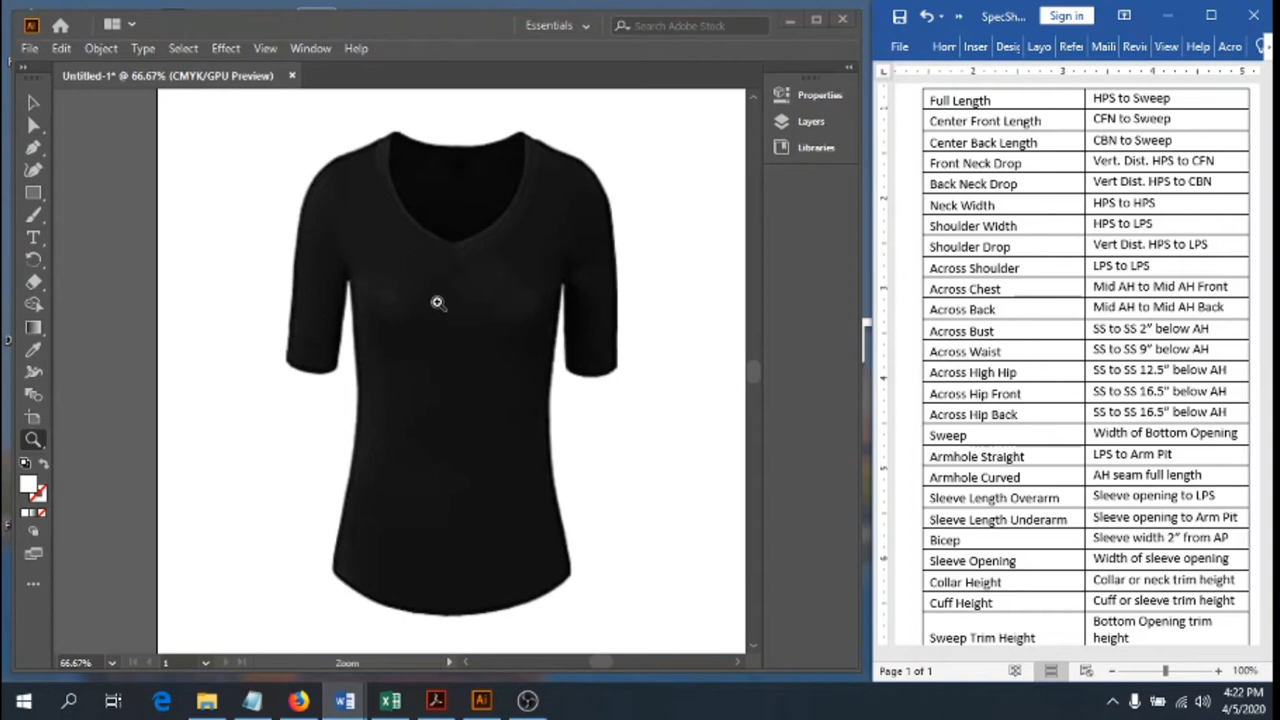 Essentials
Search Adobe Stock
File Edit Object Type Select Effect View Window Help
Untitled-1* @ 66.67% (CMYK/GPU Preview) ×
Properties
Layers
Libraries
66.67%
1
Zoom
SpecSh...
Sign in
File Horr Inser Desig Layo Refer Maili Revie View Help Acro
2 3 4 5
Full Length HPS to Sweep
Center Front Length CFN to Sweep
Center Back Length CBN to Sweep
Front Neck Drop Vert. Dist. HPS to CFN
Back Neck Drop Vert Dist. HPS to CBN
Neck Width HPS to HPS
Shoulder Width HPS to LPS
Shoulder Drop Vert Dist. HPS to LPS
Across Shoulder LPS to LPS
Across Chest Mid AH to Mid AH Front
Across Back Mid AH to Mid AH Back
Across Bust SS to SS 2” below AH
Across Waist SS to SS 9” below AH
Across High Hip SS to SS 12.5” below AH
Across Hip Front SS to SS 16.5” below AH
Across Hip Back SS to SS 16.5” below AH
Sweep Width of Bottom Opening
Armhole Straight LPS to Arm Pit
Armhole Curved AH seam full length
Sleeve Length Overarm Sleeve opening to LPS
Sleeve Length Underarm Sleeve opening to Arm Pit
Bicep Sleeve width 2” from AP
Sleeve Opening Width of sleeve opening
Collar Height Collar or neck trim height
Cuff Height Cuff or sleeve trim height
Sweep Trim Height Bottom Opening trim
height
Page 1 of 1
100%
4:22 PM
4/5/2020